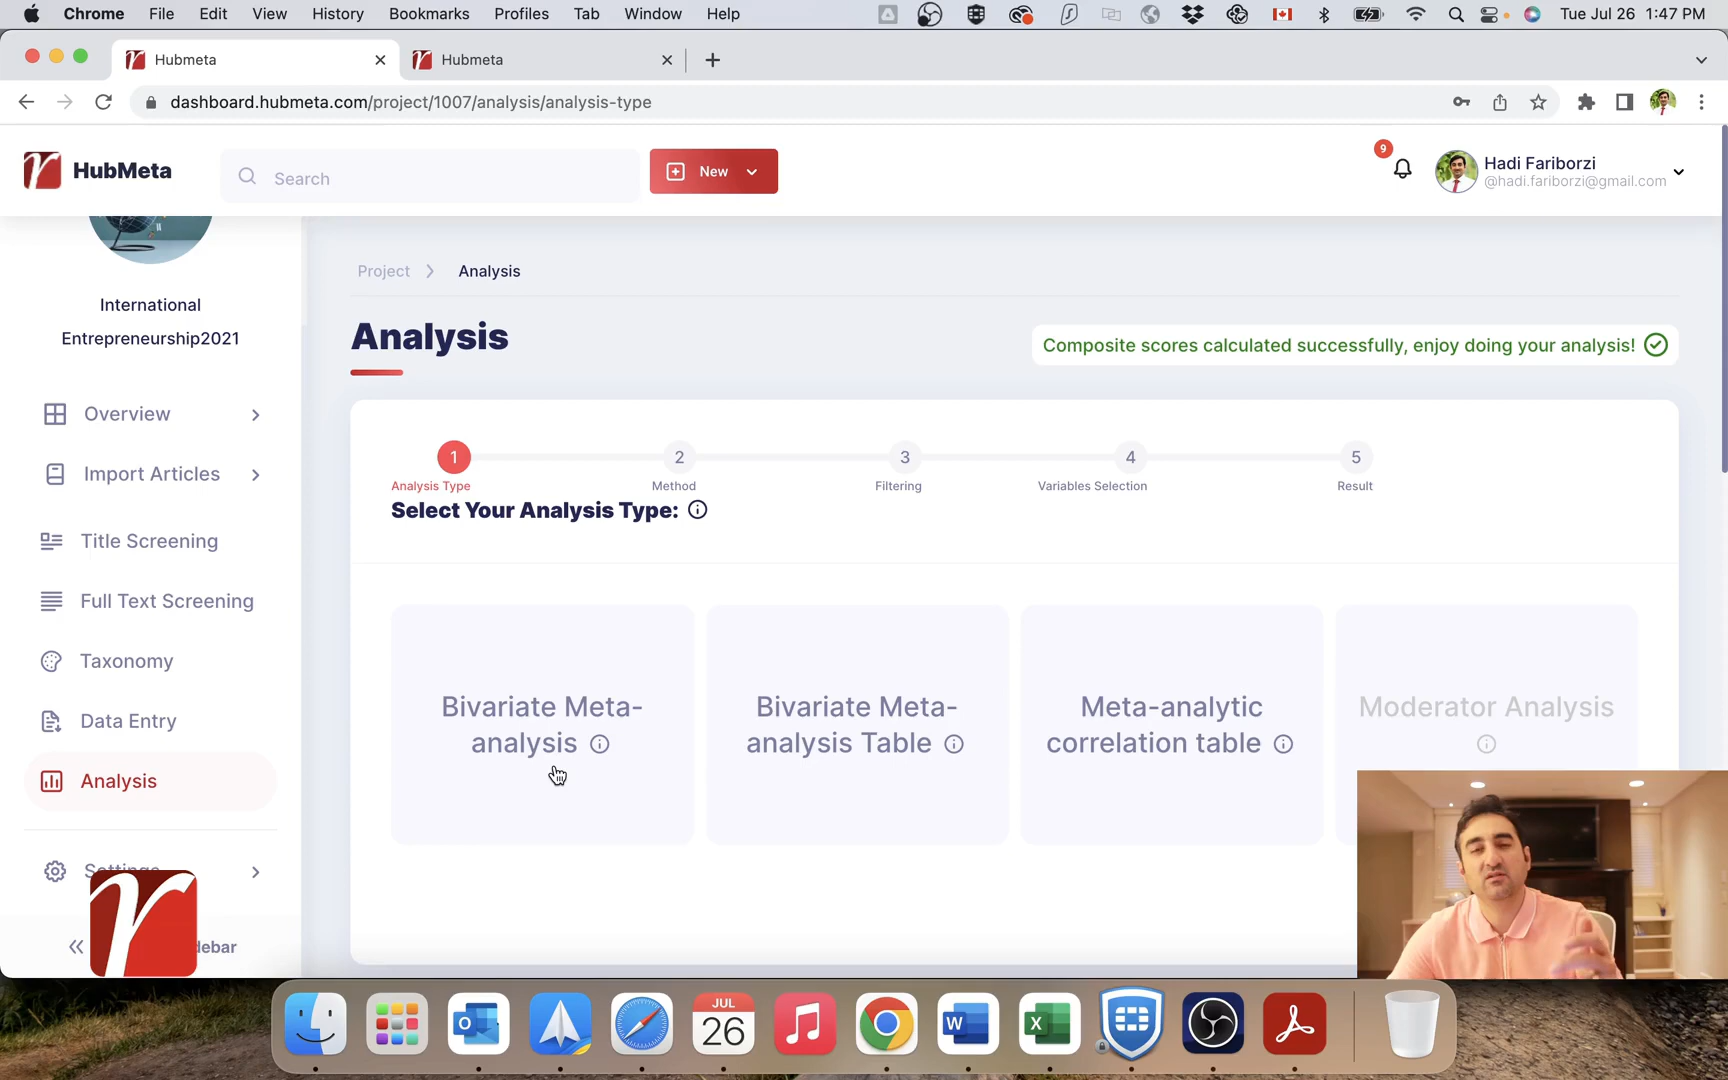 Chrome File Edit View History Bookmarks Profiles Tab Window Help Tue Jul 26 1:47 PM
Hubmeta Hubmeta
dashboard.hubmeta.com/project/1007/analysis/analysis-type
HubMeta
Search
New
9
Hadi Fariborzi
@hadi.fariborzi@gmail.com
International
Entrepreneurship2021
Overview
Import Articles
Title Screening
Full Text Screening
Taxonomy
Data Entry
Analysis
Settings
debar
Project > Analysis
Analysis
Composite scores calculated successfully, enjoy doing your analysis!
1 2 3 4 5
Analysis Type Method Filtering Variables Selection Result
Select Your Analysis Type:
Bivariate Meta-
analysis
Bivariate Meta-
analysis Table
Meta-analytic
correlation table
Moderator Analysis
JUL
26